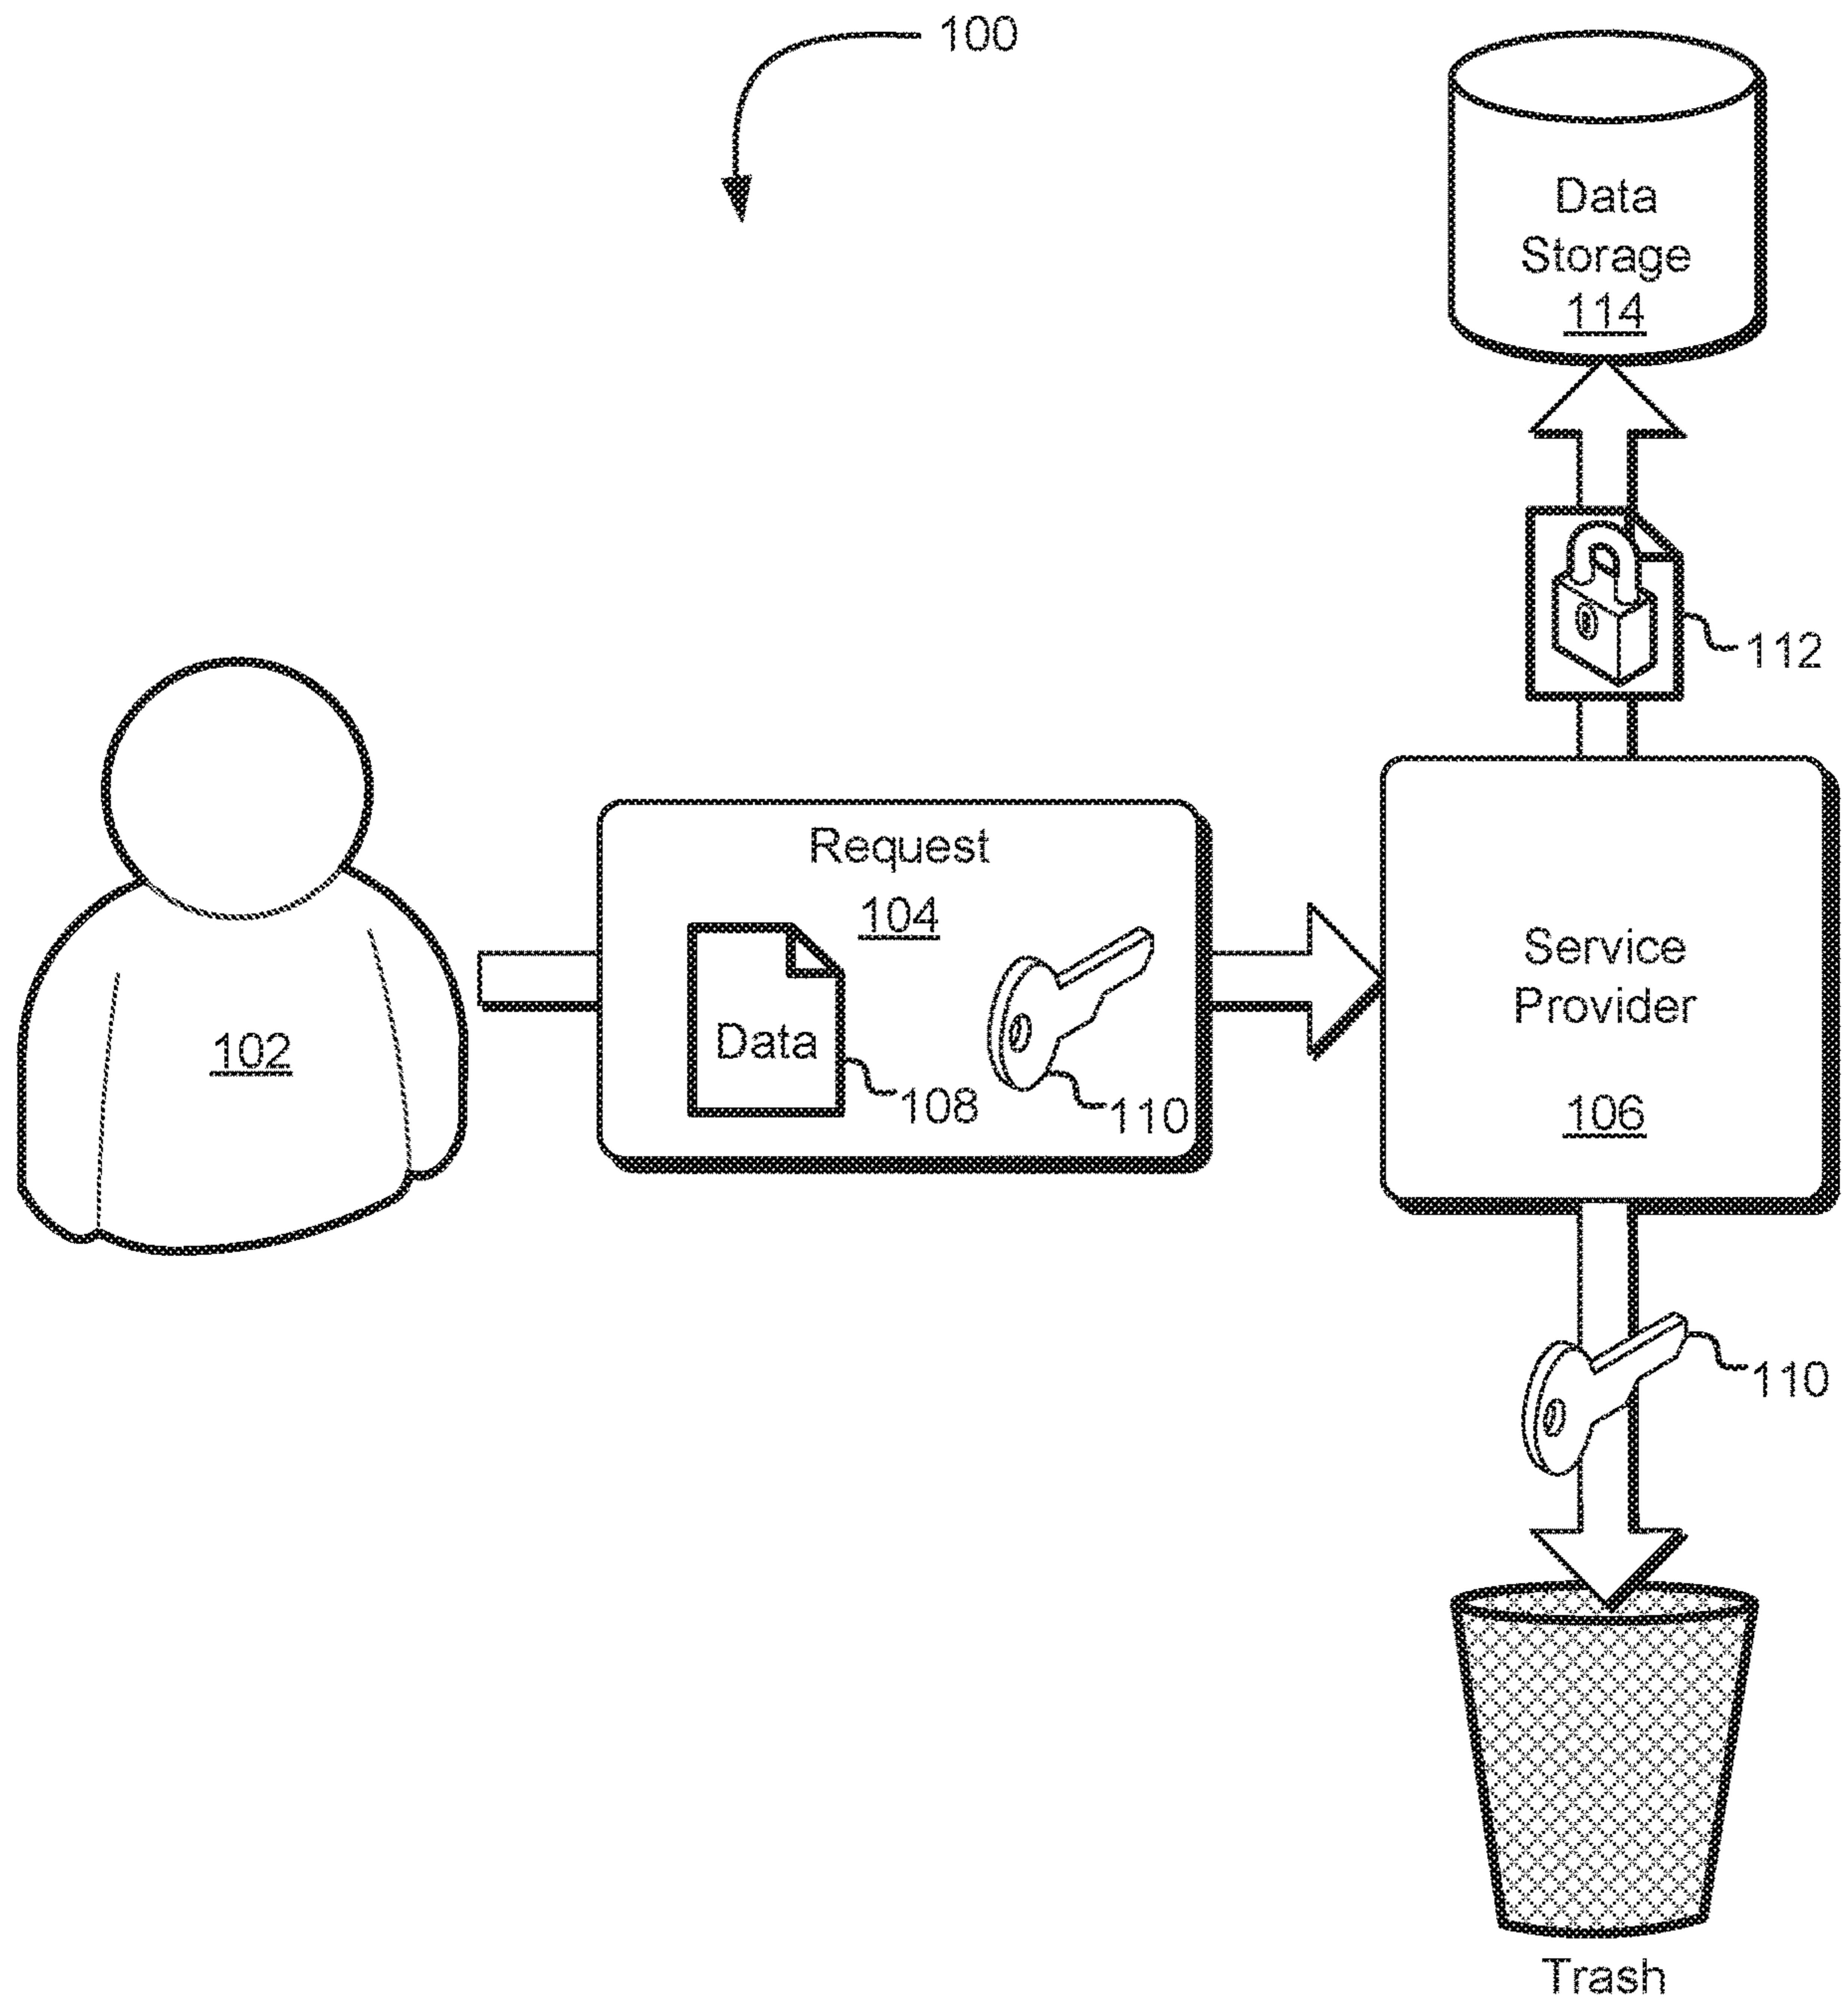 100
Data
Storage
114
112
Request
104
Data
108
110
102
Service
Provider
106
110
Trash